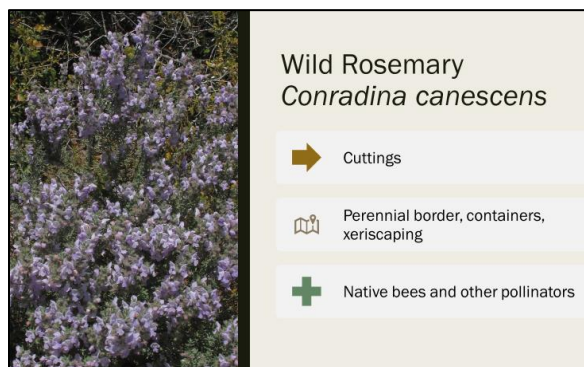 Wild Rosemary
Conradina canescens
Cuttings
Perennial border, containers,
xeriscaping
Native bees and other pollinators